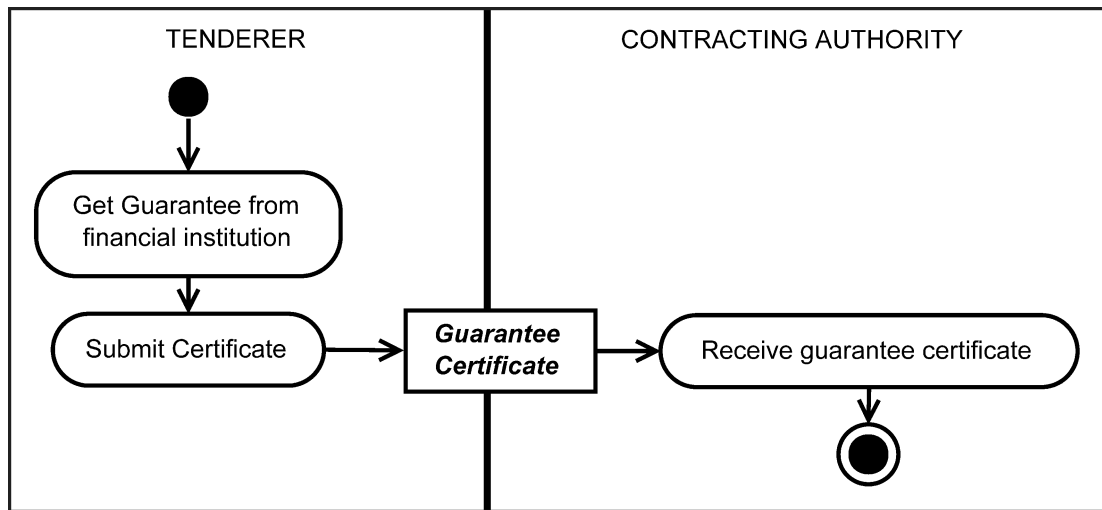 TENDERER
CONTRACTING AUTHORITY
Get Guarantee from
financial institution
Submit Certificate
Guarantee
Certificate
Receive guarantee certificate